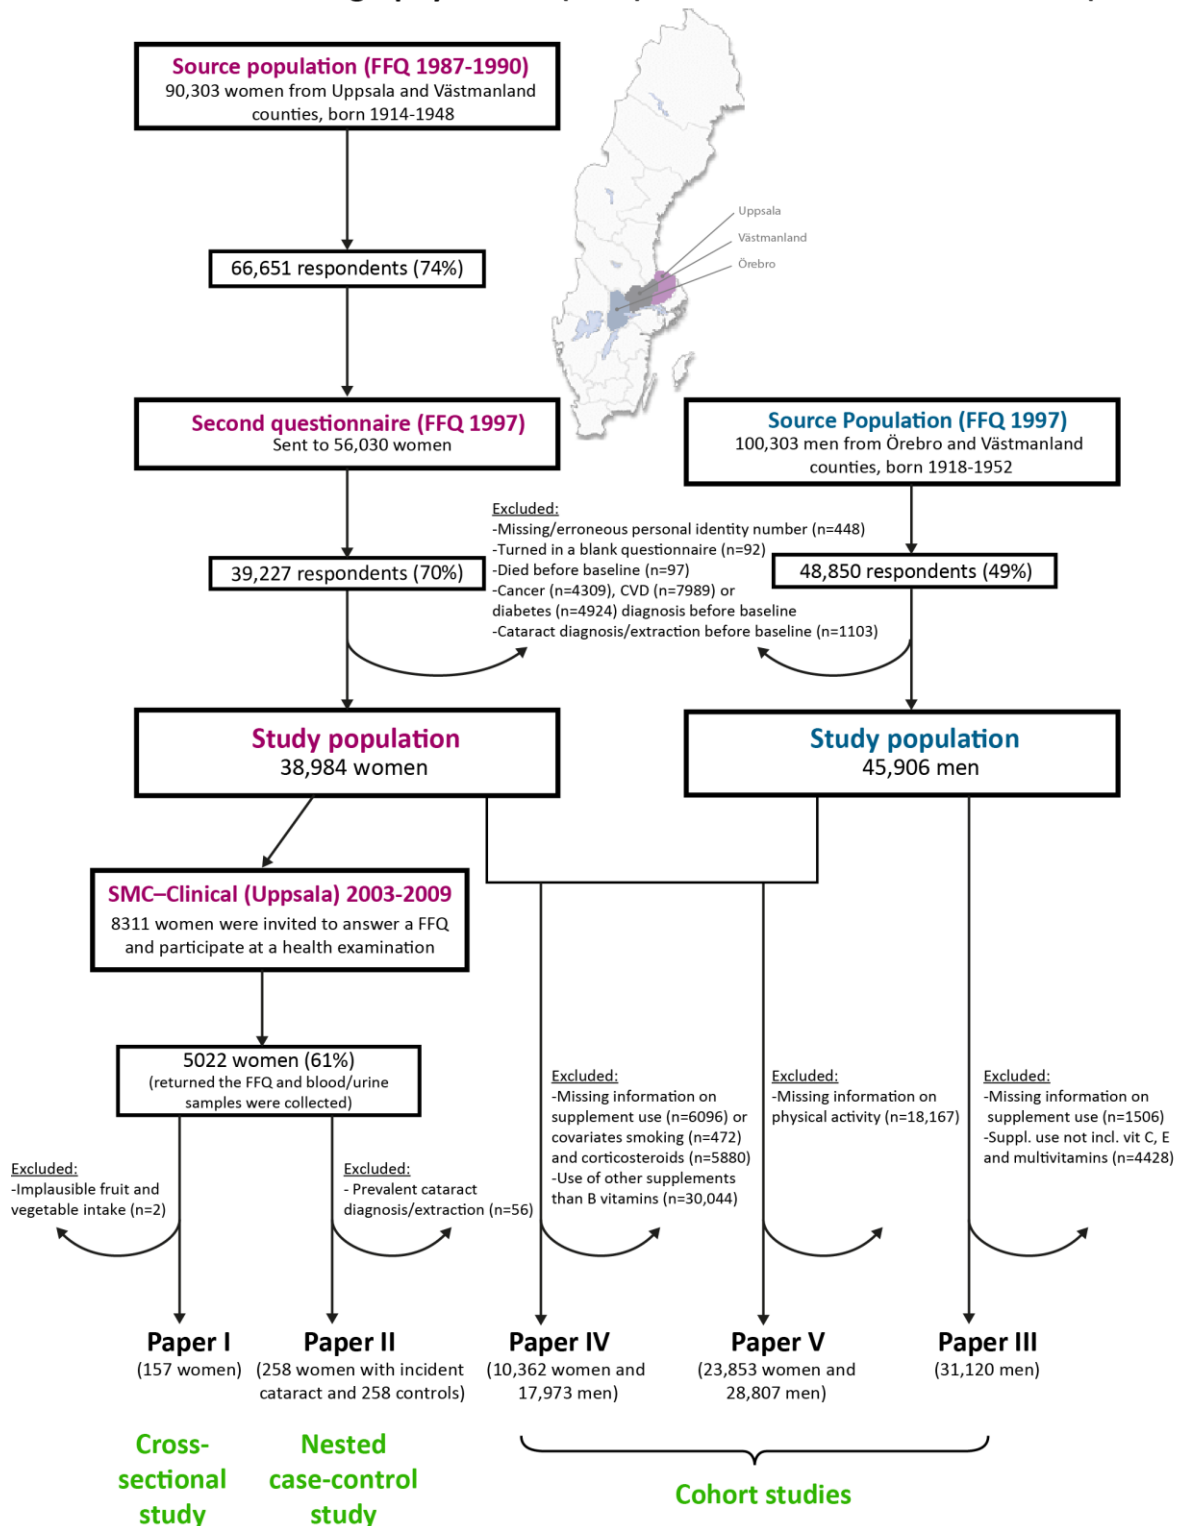 Source population (FFQ 1987-1990)
90,303 women from Uppsala and Västmanland
counties, born 1914-1948
Uppsala
Västmanland
Örebro
66,651 respondents (74%)
Second questionnaire (FFQ 1997)
Sent to 56,030 women
Source Population (FFQ 1997)
100,303 men from Örebro and Västmanland
counties, born 1918-1952
Excluded:
-Missing/erroneous personal identity number (n=448)
-Turned in a blank questionnaire (n=92)
-Died before baseline (n=97)
-Cancer (n=4309), CVD (n=7989) or
diabetes (n=4924) diagnosis before baseline
-Cataract diagnosis/extraction before baseline (n=1103)
39,227 respondents (70%)
48,850 respondents (49%)
Study population
38,984 women
Study population
45,906 men
SMC–Clinical (Uppsala) 2003-2009
8311 women were invited to answer a FFQ
and participate at a health examination
5022 women (61%)
(returned the FFQ and blood/urine
samples were collected)
Excluded:
-Implausible fruit and
vegetable intake (n=2)
Excluded:
- Prevalent cataract
diagnosis/extraction (n=56)
Excluded:
-Missing information on
supplement use (n=6096) or
covariates smoking (n=472)
and corticosteroids (n=5880)
-Use of other supplements
than B vitamins (n=30,044)
Excluded:
-Missing information on
physical activity (n=18,167)
Excluded:
-Missing information on
supplement use (n=1506)
-Suppl. use not incl. vit C, E
and multivitamins (n=4428)
Paper I
(157 women)
Paper II
(258 women with incident
cataract and 258 controls)
Paper IV
(10,362 women and
17,973 men)
Paper V
(23,853 women and
28,807 men)
Paper III
(31,120 men)
Cross-
sectional
study
Nested
case-control
study
Cohort studies